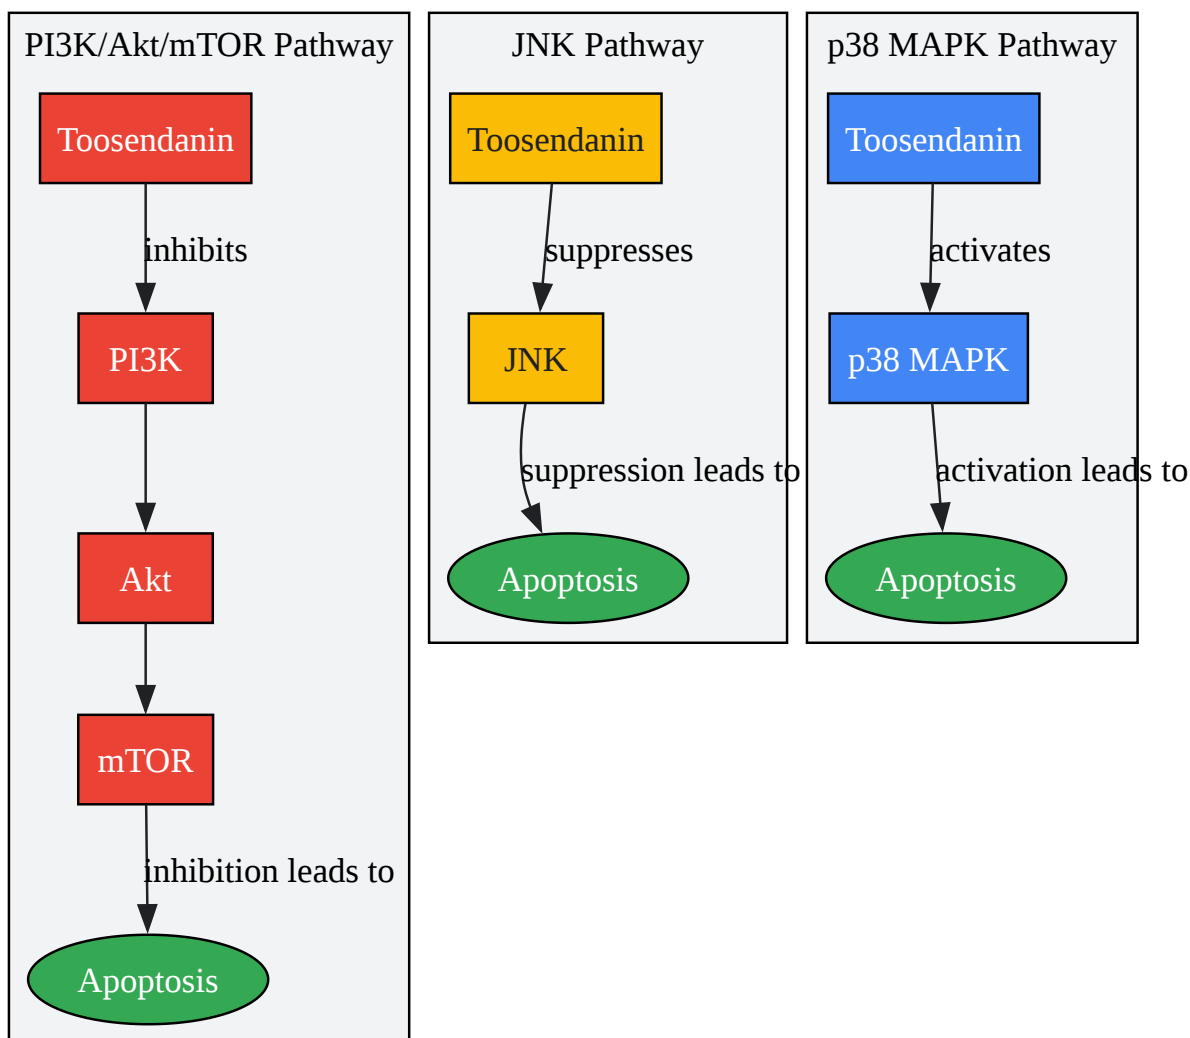 PI3K/Akt/mTOR Pathway
Toosendanin
inhibits
PI3K
Akt
mTOR
inhibition leads to
Apoptosis
JNK Pathway
Toosendanin
suppresses
JNK
suppression leads to
Apoptosis
p38 MAPK Pathway
Toosendanin
activates
p38 MAPK
activation leads to
Apoptosis